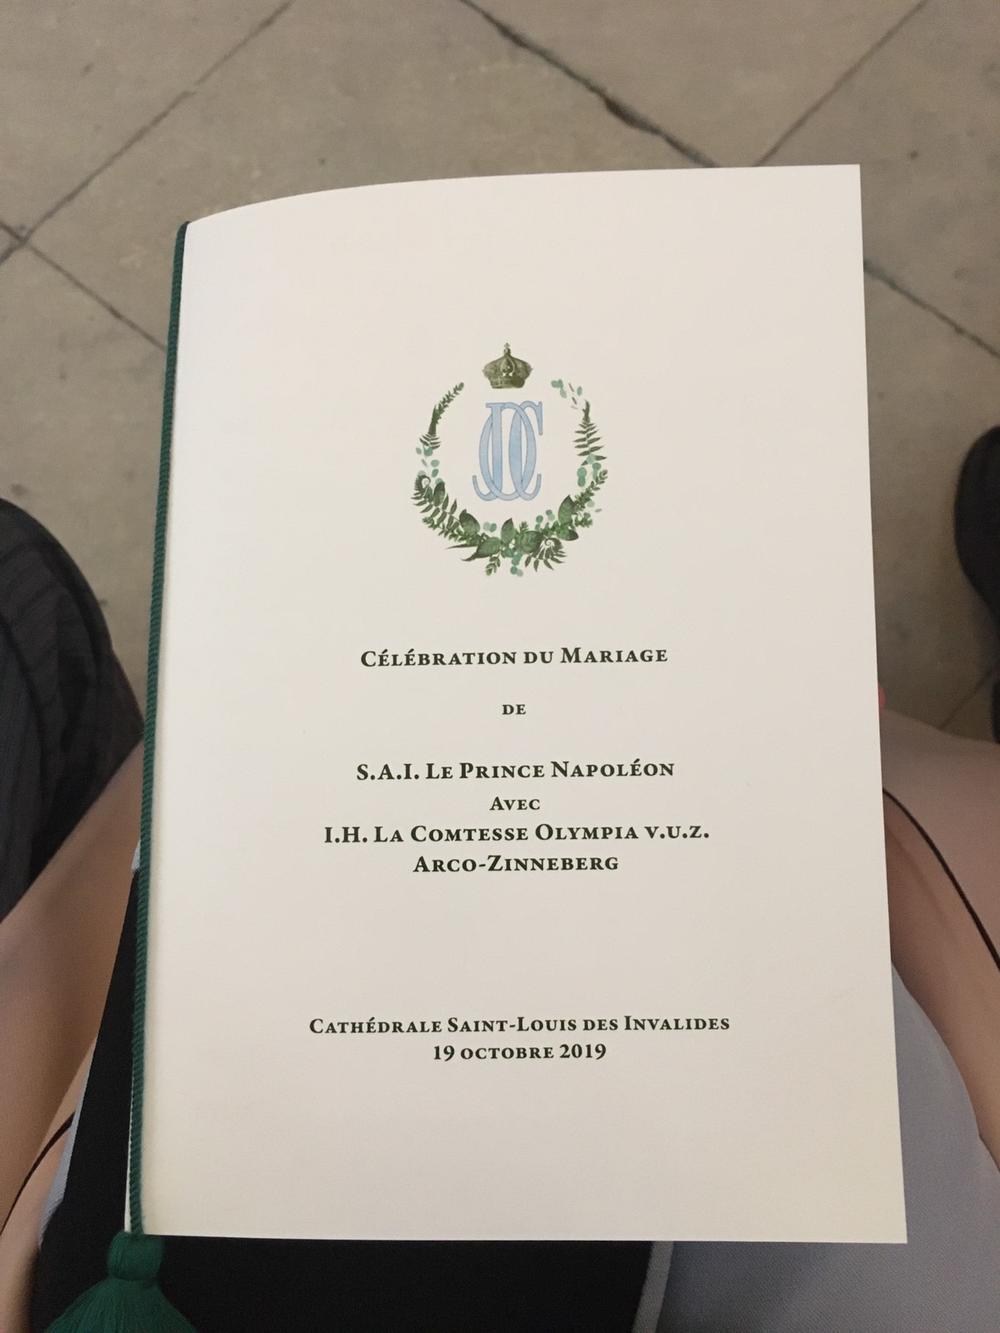 Célébration du Mariage
de
S.A.I. Le Prince Napoléon
Avec
I.H. La Comtesse Olympia v.u.z.
Arco-Zinneberg
Cathédrale Saint-Louis des Invalides
19 octobre 2019